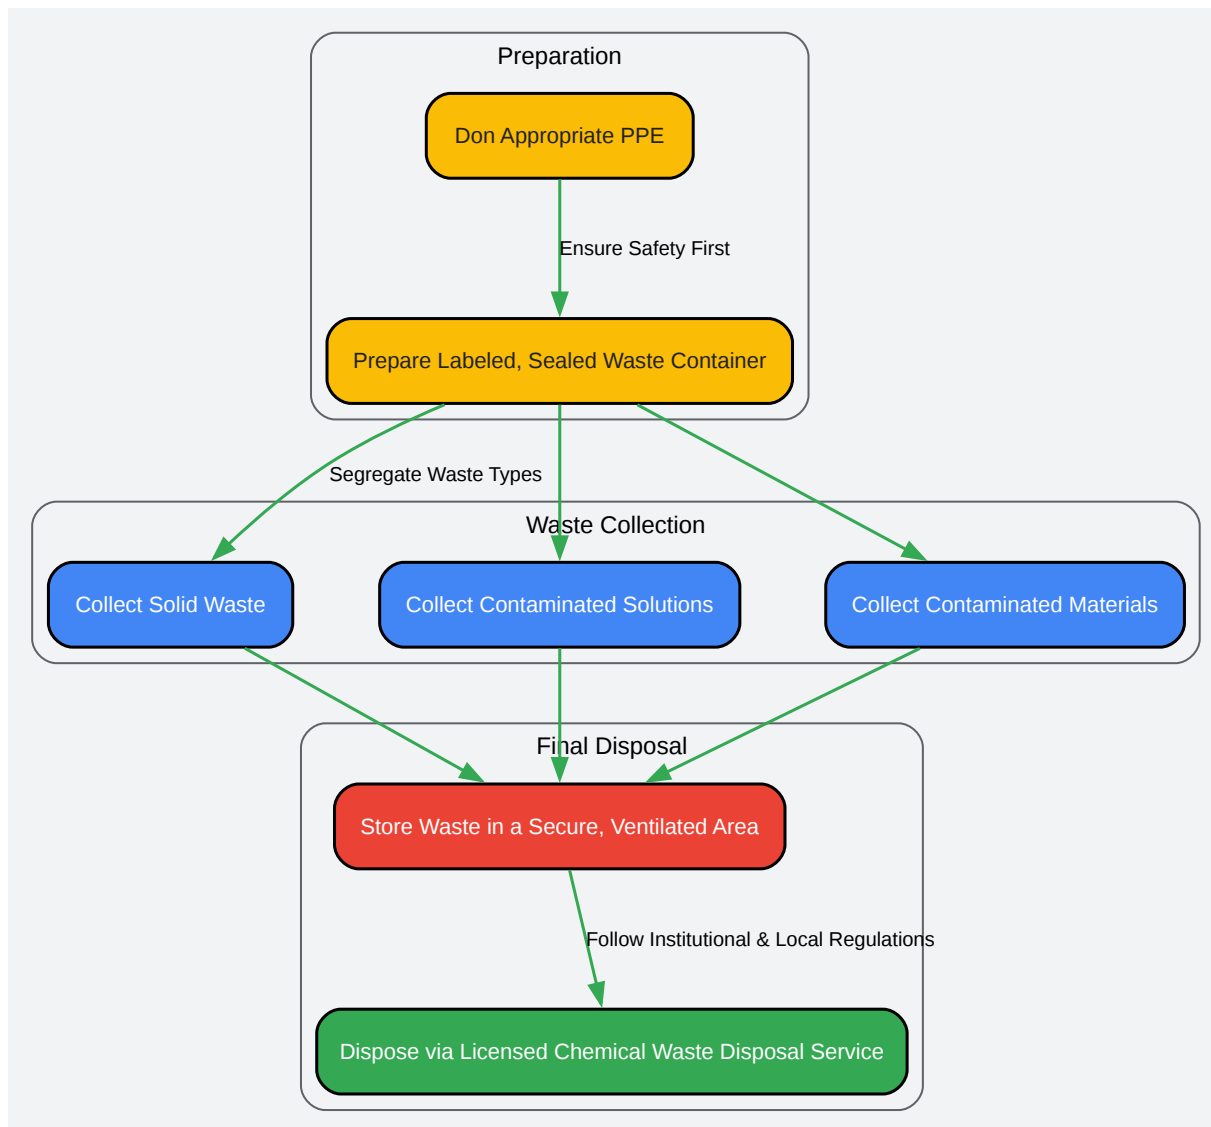 Preparation
Don Appropriate PPE
Ensure Safety First
Prepare Labeled, Sealed Waste Container
Segregate Waste Types
Waste Collection
Collect Solid Waste
Collect Contaminated Solutions
Collect Contaminated Materials
Final Disposal
Store Waste in a Secure, Ventilated Area
Follow Institutional & Local Regulations
Dispose via Licensed Chemical Waste Disposal Service